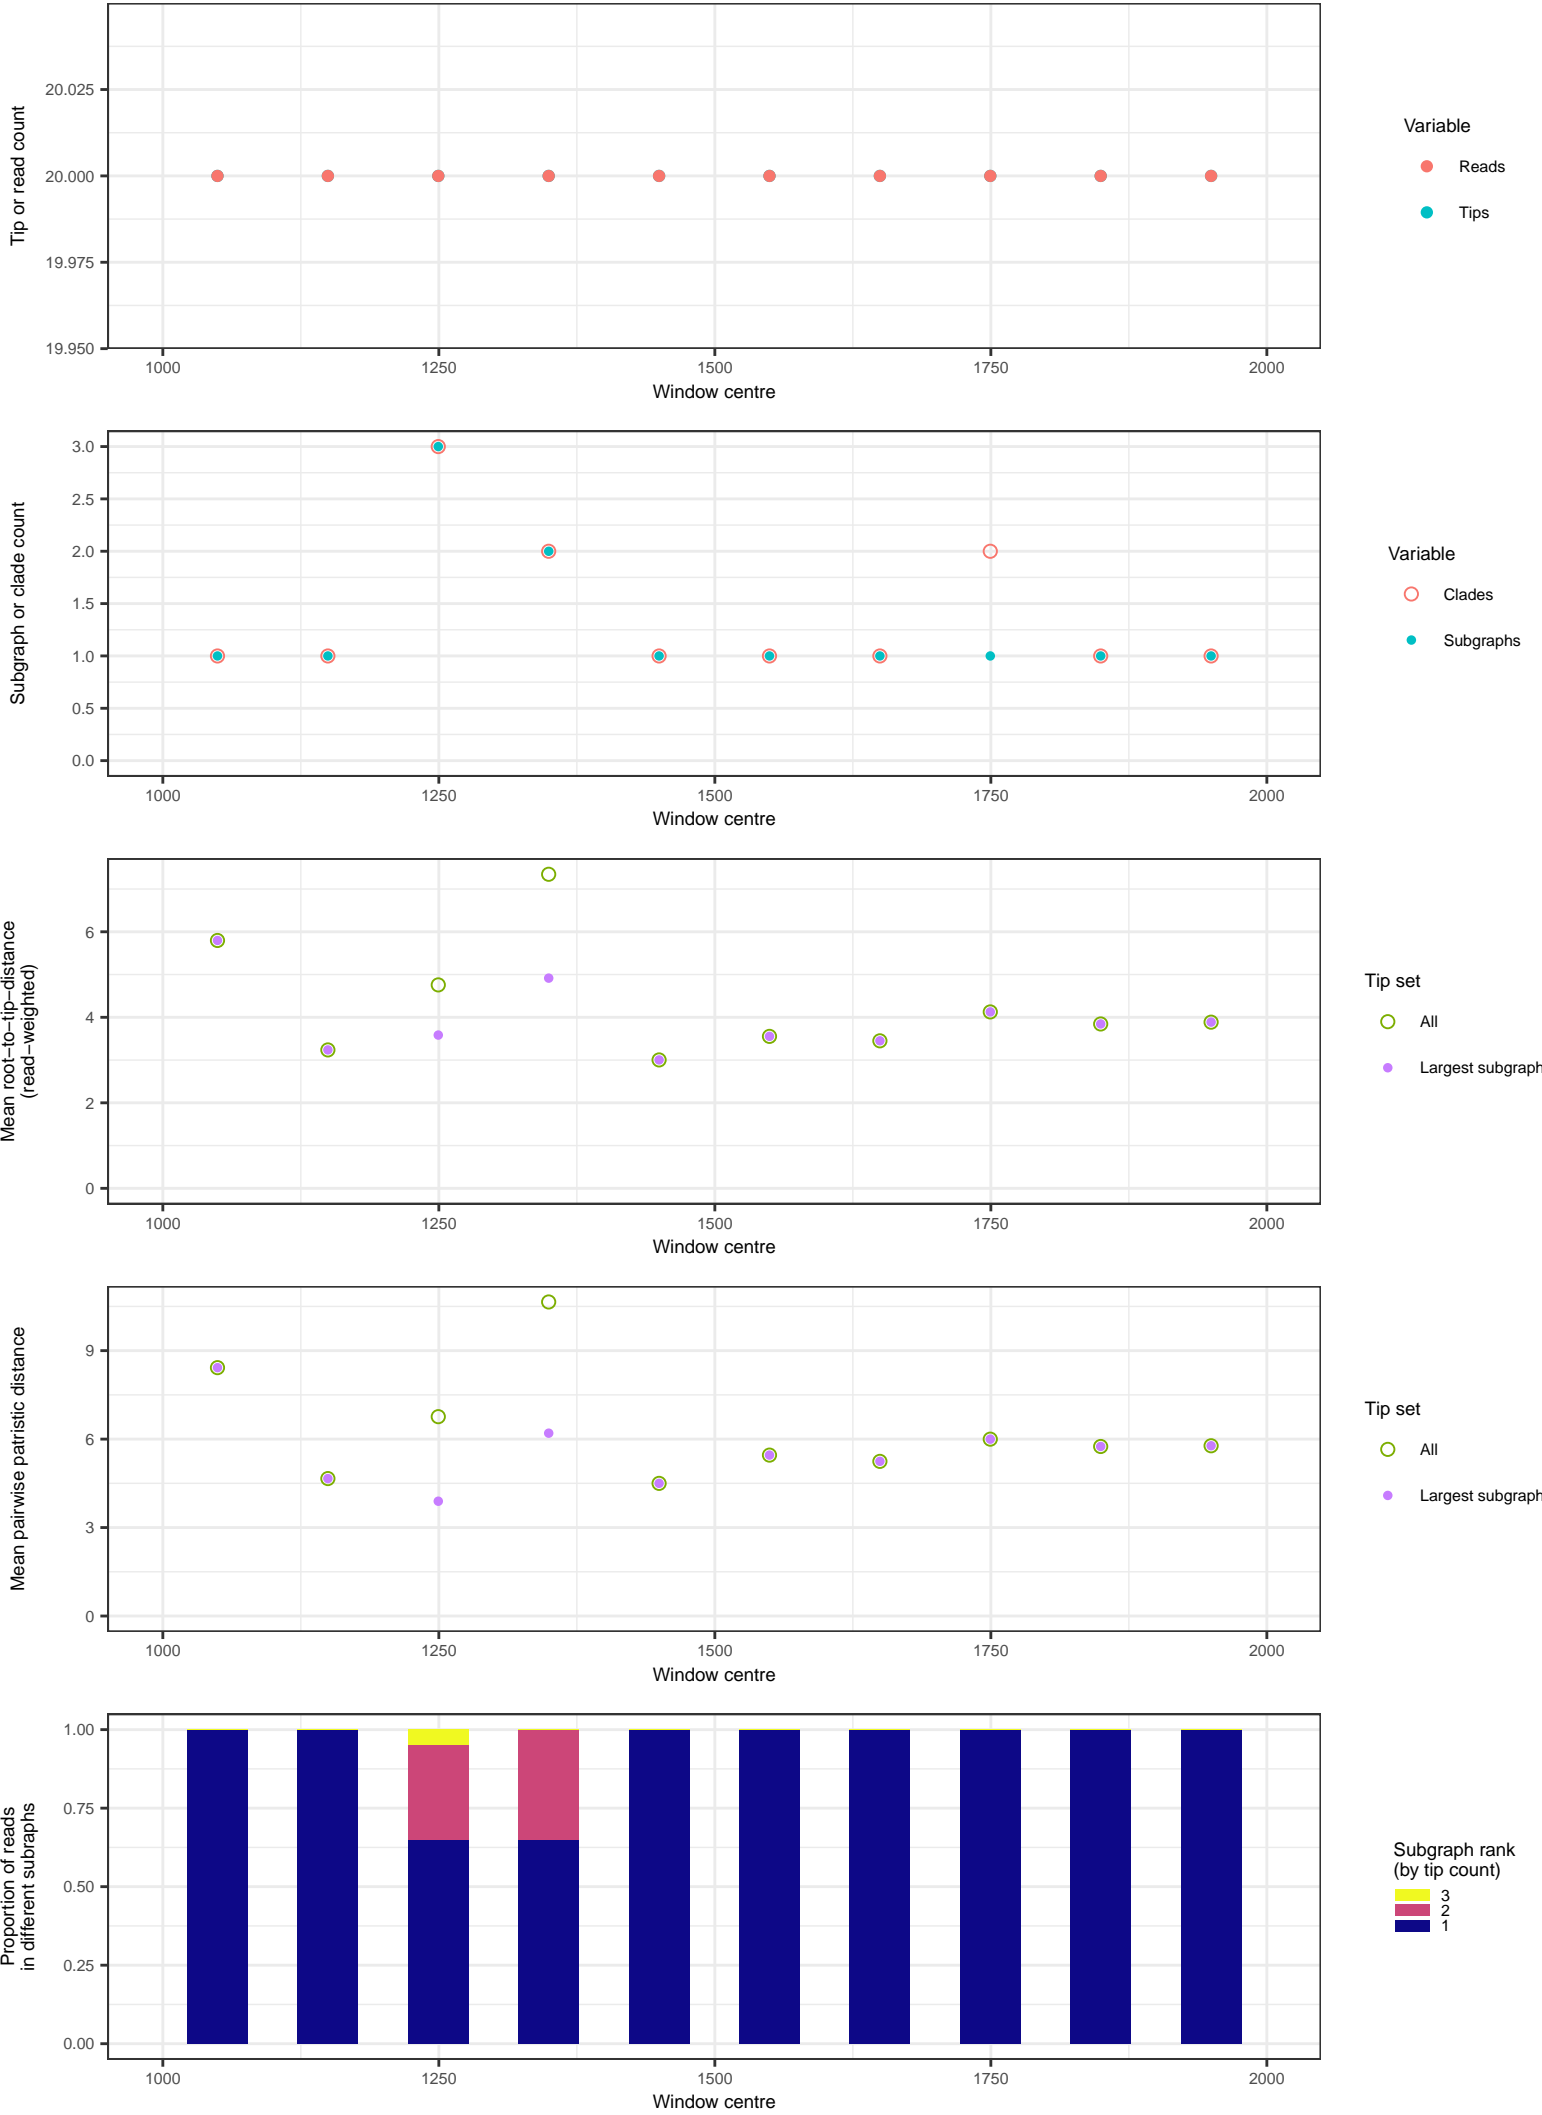 Tip or read count
20.025
20.000
19.975
19.950
1000 1250 1500 1750 2000
Window centre
Variable
Reads
Tips
Subgraph or clade count
3.0
2.5
2.0
1.5
1.0
0.5
0.0
1000 1250 1500 1750 2000
Window centre
Variable
Clades
Subgraphs
Mean root−to−tip−distance
(read−weighted)
6
4
2
0
1000 1250 1500 1750 2000
Window centre
Tip set
All
Largest subgraph
Mean pairwise patristic distance
9
6
3
0
1000 1250 1500 1750 2000
Window centre
Tip set
All
Largest subgraph
Proportion of reads
in different subraphs
1.00
0.75
0.50
0.25
0.00
1000 1250 1500 1750 2000
Window centre
Subgraph rank
(by tip count)
3
2
1